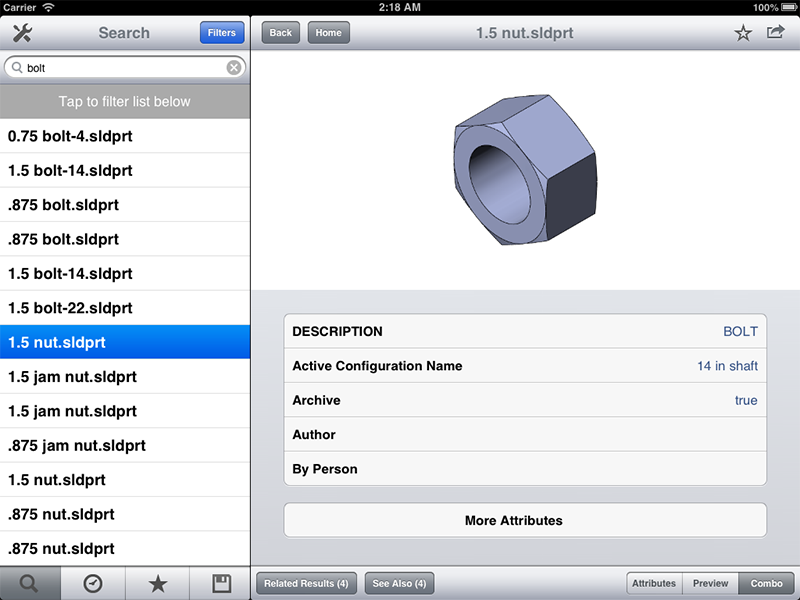 Carrier 2:18 AM 100%
Search Filters
bolt
Tap to filter list below
0.75 bolt-4.sldprt
1.5 bolt-14.sldprt
.875 bolt.sldprt
.875 bolt.sldprt
1.5 bolt-14.sldprt
1.5 bolt-22.sldprt
1.5 nut.sldprt
1.5 jam nut.sldprt
1.5 jam nut.sldprt
.875 jam nut.sldprt
1.5 nut.sldprt
.875 nut.sldprt
.875 nut.sldprt
Back Home 1.5 nut.sldprt
DESCRIPTION BOLT
Active Configuration Name 14 in shaft
Archive true
Author
By Person
More Attributes
Related Results (4) See Also (4) Attributes Preview Combo